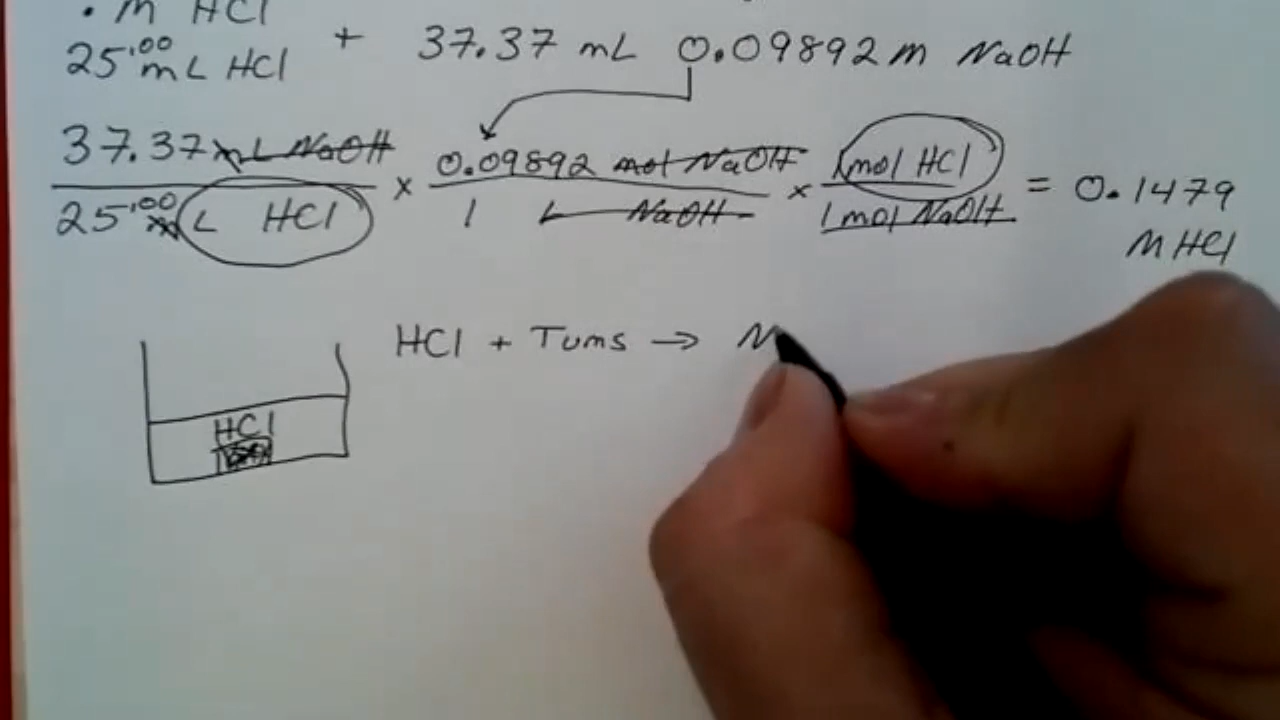 . M HCl
25.00 mL HCl + 37.37 mL 0.09892 M NaOH
37.37 mL NaOH × 0.09892 mol NaOH × 1 mol HCl = 0.1479
25.00 mL HCl 1 L NaOH 1 mol NaOH M HCl
HCl + Tums →
HCl